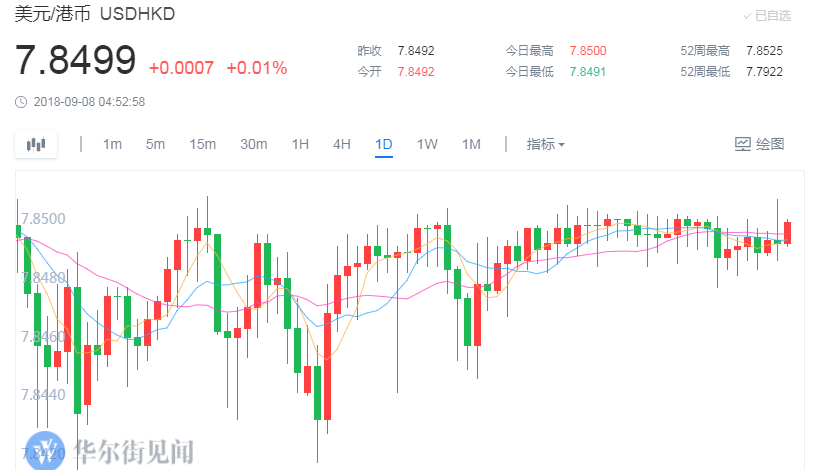 美元/港币 USDHKD
已自选
7.8499 +0.0007 +0.01%
昨收 7.8492 今日最高 7.8500 52周最高 7.8525
今开 7.8492 今日最低 7.8491 52周最低 7.7922
2018-09-08 04:52:58
1m 5m 15m 30m 1H 4H 1D 1W 1M 指标 绘图
7.8500
7.8480
7.8460
7.8440
7.8420
华尔街见闻